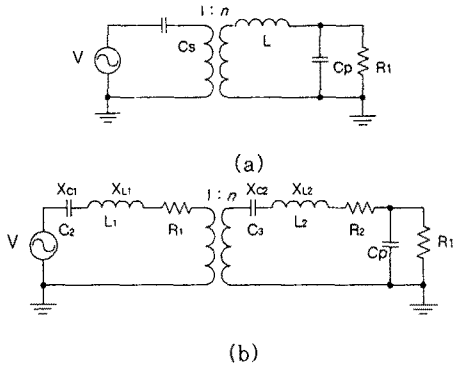 1 : n
V
Cs
L
Cp
R1
(a)
XC1 XL1 1 : n XC2 XL2
V
C2 L1 R1 C3 L2 R2 Cp R1
(b)